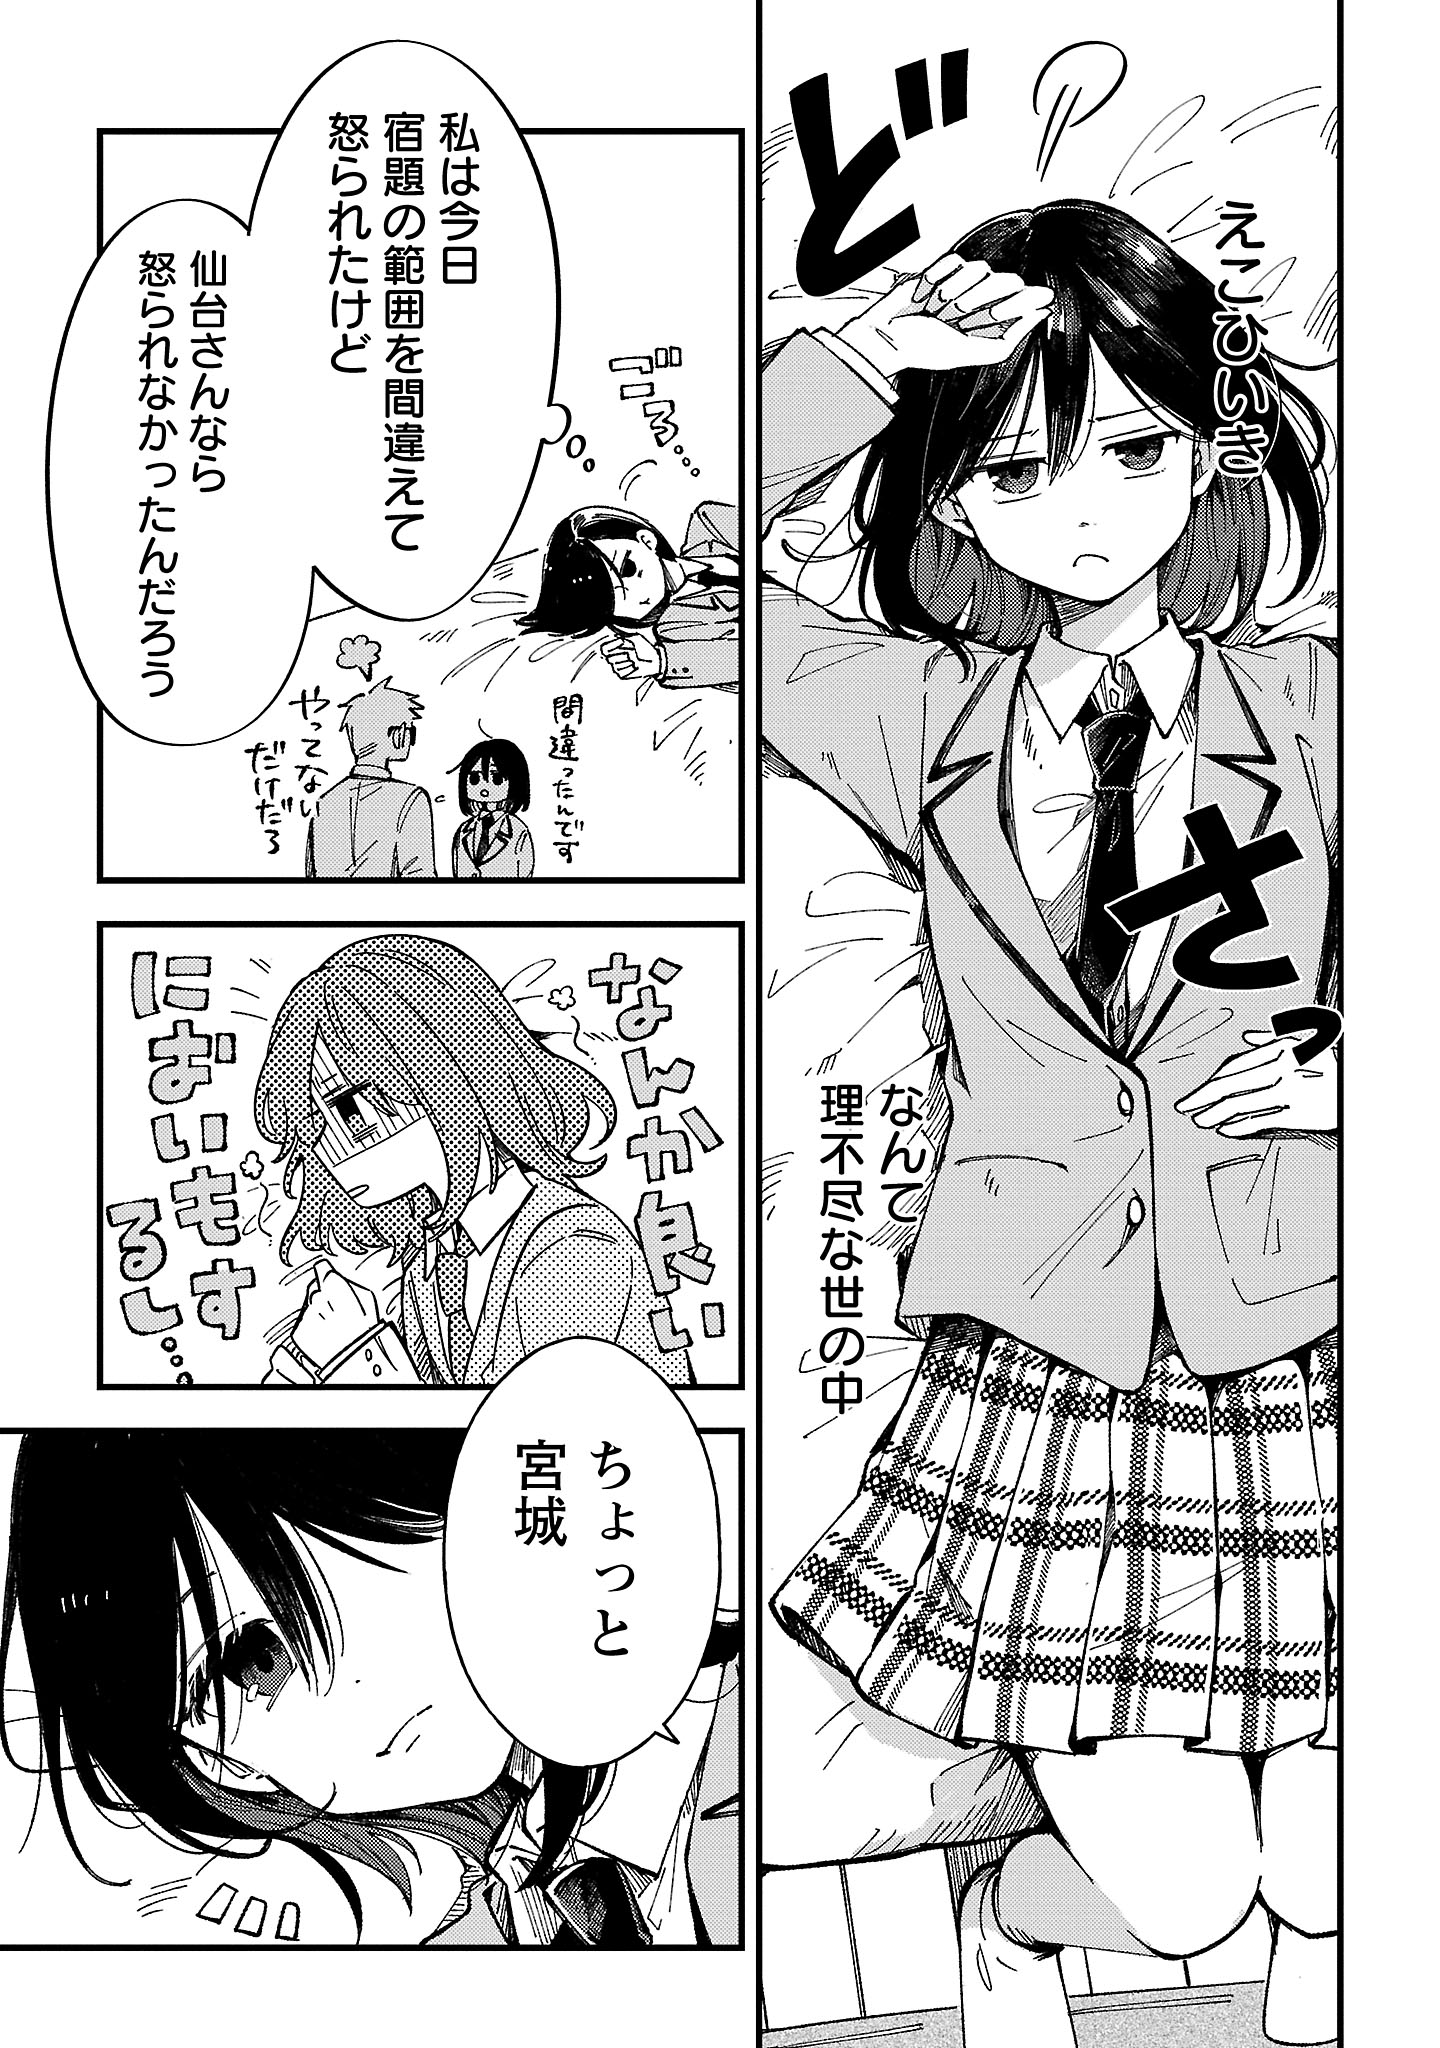 どさっ
えこひいき
なんて
理不尽な世の中
私は今日
宿題の範囲を間違えて
怒られたけど
仙台さんなら
怒られなかったんだろう
ごろ…
間違ったんです
やってない
だけだろ
なんか良い
においもす
るし…
ちょっと
宮城